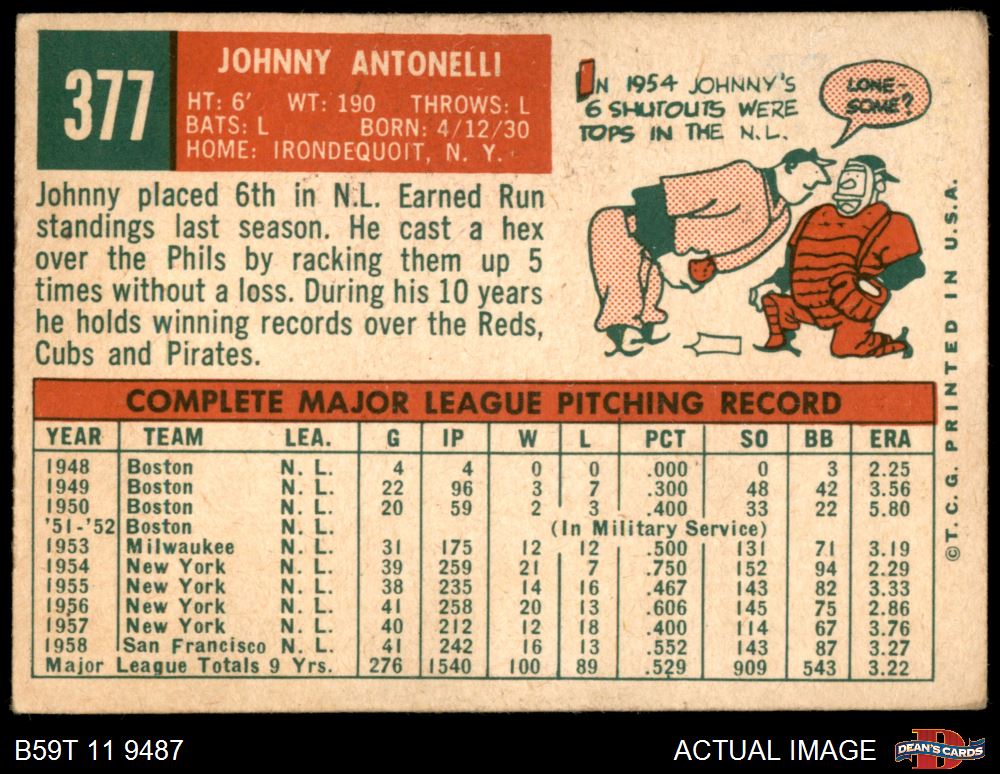 377
JOHNNY ANTONELLI
HT: 6' WT: 190 THROWS: L
BATS: L BORN: 4/12/30
HOME: IRONDEQUOIT, N. Y.
IN 1954 JOHNNY'S
6 SHUTOUTS WERE
TOPS IN THE N.L.
LONE-
SOME?
Johnny placed 6th in N.L. Earned Run
standings last season. He cast a hex
over the Phils by racking them up 5
times without a loss. During his 10 years
he holds winning records over the Reds,
Cubs and Pirates.
COMPLETE MAJOR LEAGUE PITCHING RECORD
YEAR TEAM LEA. G IP W L PCT SO BB ERA
1948 Boston N. L. 4 4 0 0 .000 0 3 2.25
1949 Boston N. L. 22 96 3 7 .300 48 42 3.56
1950 Boston N. L. 20 59 2 3 .400 33 22 5.80
'51-'52 Boston N. L. (In Military Service)
1953 Milwaukee N. L. 31 175 12 12 .500 131 71 3.19
1954 New York N. L. 39 259 21 7 .750 152 94 2.29
1955 New York N. L. 38 235 14 16 .467 143 82 3.33
1956 New York N. L. 41 258 20 13 .606 145 75 2.86
1957 New York N. L. 40 212 12 18 .400 114 67 3.76
1958 San Francisco N. L. 41 242 16 13 .552 143 87 3.27
Major League Totals 9 Yrs. 276 1540 100 89 .529 909 543 3.22
©T. C. G. PRINTED IN U.S.A.
B59T 11 9487
ACTUAL IMAGE
D
DEAN'S CARDS